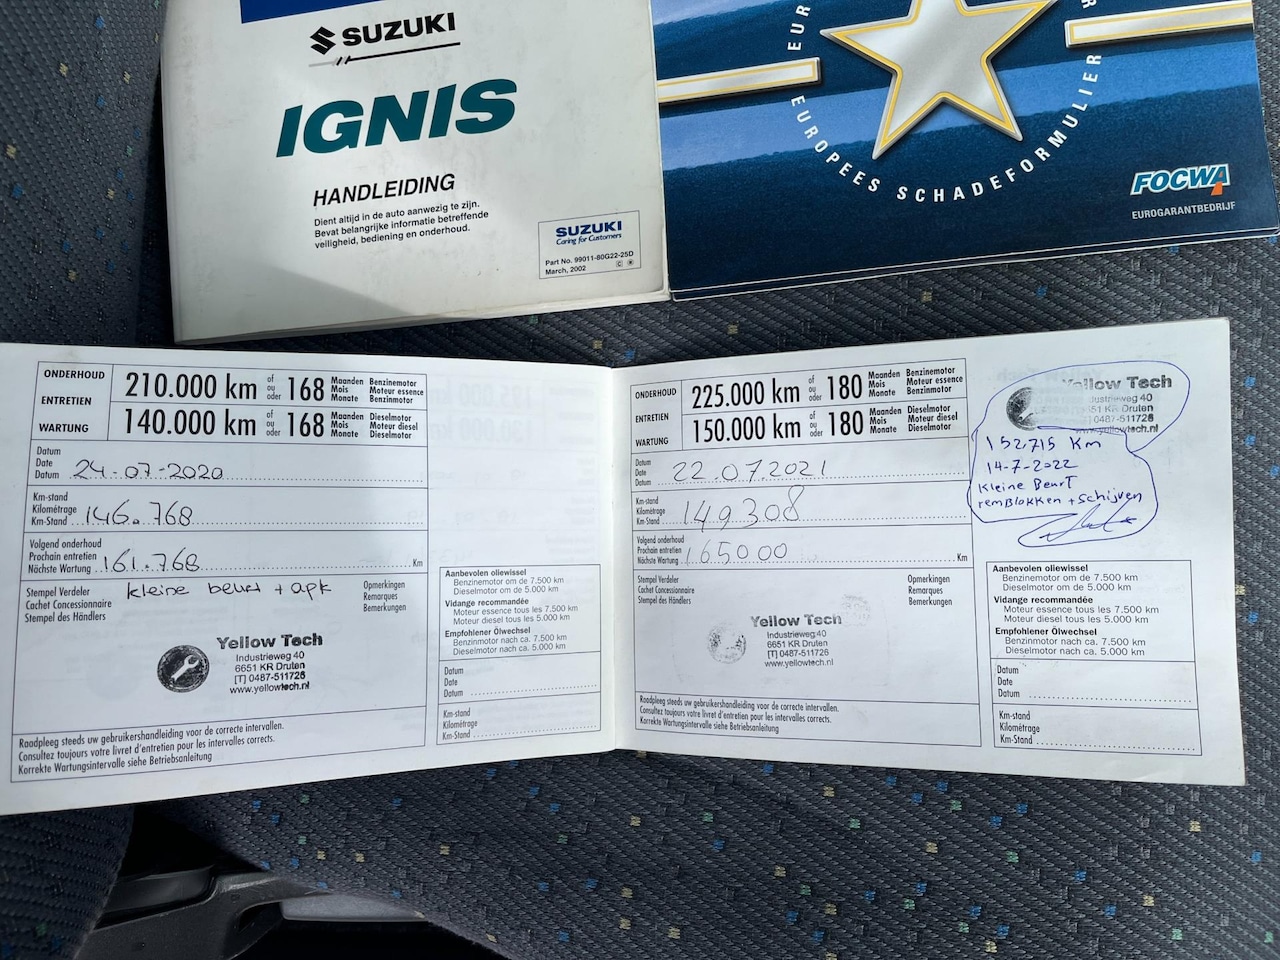 SUZUKI
IGNIS
HANDLEIDING
Dient altijd in de auto aanwezig te zijn.
Bevat belangrijke informatie betreffende
veiligheid, bediening en onderhoud.
SUZUKI
Caring for Customers
Part No. 99011-80G22-25D
March, 2002
EUR
EUROPEES SCHADEFORMULIER
FOCWA
EUROGARANTBEDRIJF
ONDERHOUD
ENTRETIEN
WARTUNG
210.000 km of ou oder 168 Maanden Mois Monate Benzinemotor Moteur essence Benzinmotor
140.000 km of ou oder 168 Maanden Mois Monate Dieselmotor Moteur diesel Dieselmotor
Datum
Date
Datum 24-07-2020
Km-stand
Kilométrage
Km-Stand 146.768
Volgend onderhoud
Prochain entretien
Nächste Wartung 161.768 Km
Stempel Verdeler
Cachet Concessionnaire
Stempel des Händlers
kleine beurt + apk
Opmerkingen
Remarques
Bemerkungen
Yellow Tech
Industrieweg 40
6651 KR Druten
[T] 0487-511726
www.yellowtech.nl
Raadpleeg steeds uw gebruikershandleiding voor de correcte intervallen.
Consultez toujours votre livret d'entretien pour les intervalles corrects.
Korrekte Wartungsintervalle siehe Betriebsanleitung
Aanbevolen oliewissel
Benzinemotor om de 7.500 km
Dieselmotor om de 5.000 km
Vidange recommandée
Moteur essence tous les 7.500 km
Moteur diesel tous les 5.000 km
Empfohlener Ölwechsel
Benzinmotor nach ca. 7.500 km
Dieselmotor nach ca. 5.000 km
Datum
Date
Datum
Km-stand
Kilométrage
Km-Stand
ONDERHOUD
ENTRETIEN
WARTUNG
225.000 km of ou oder 180 Maanden Mois Monate Benzinemotor Moteur essence Benzinmotor
150.000 km of ou oder 180 Maanden Mois Monate Dieselmotor Moteur diesel Dieselmotor
Datum
Date
Datum 22.07.2021
Km-stand
Kilométrage
Km-Stand 149308
Volgend onderhoud
Prochain entretien
Nächste Wartung 165000 Km
Stempel Verdeler
Cachet Concessionnaire
Stempel des Händlers
Opmerkingen
Remarques
Bemerkungen
Yellow Tech
Industrieweg 40
6651 KR Druten
[T] 0487-511726
www.yellowtech.nl
Raadpleeg steeds uw gebruikershandleiding voor de correcte intervallen.
Consultez toujours votre livret d'entretien pour les intervalles corrects.
Korrekte Wartungsintervalle siehe Betriebsanleitung
Yellow Tech
Industrieweg 40
6651 KR Druten
[T] 0487-511726
www.yellowtech.nl
152715 Km
14-7-2022
Kleine Beurt
remBlokken + schijven
Aanbevolen oliewissel
Benzinemotor om de 7.500 km
Dieselmotor om de 5.000 km
Vidange recommandée
Moteur essence tous les 7.500 km
Moteur diesel tous les 5.000 km
Empfohlener Ölwechsel
Benzinmotor nach ca. 7.500 km
Dieselmotor nach ca. 5.000 km
Datum
Date
Datum
Km-stand
Kilométrage
Km-Stand